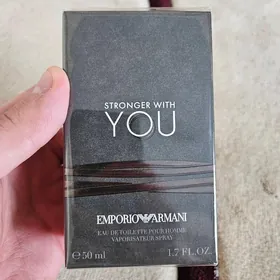 STRONGER WITH
YOU
EMPORIO ARMANI
EAU DE TOILETTE POUR HOMME
VAPORISATEUR SPRAY
℮ 50 ml 1.7 FL. OZ